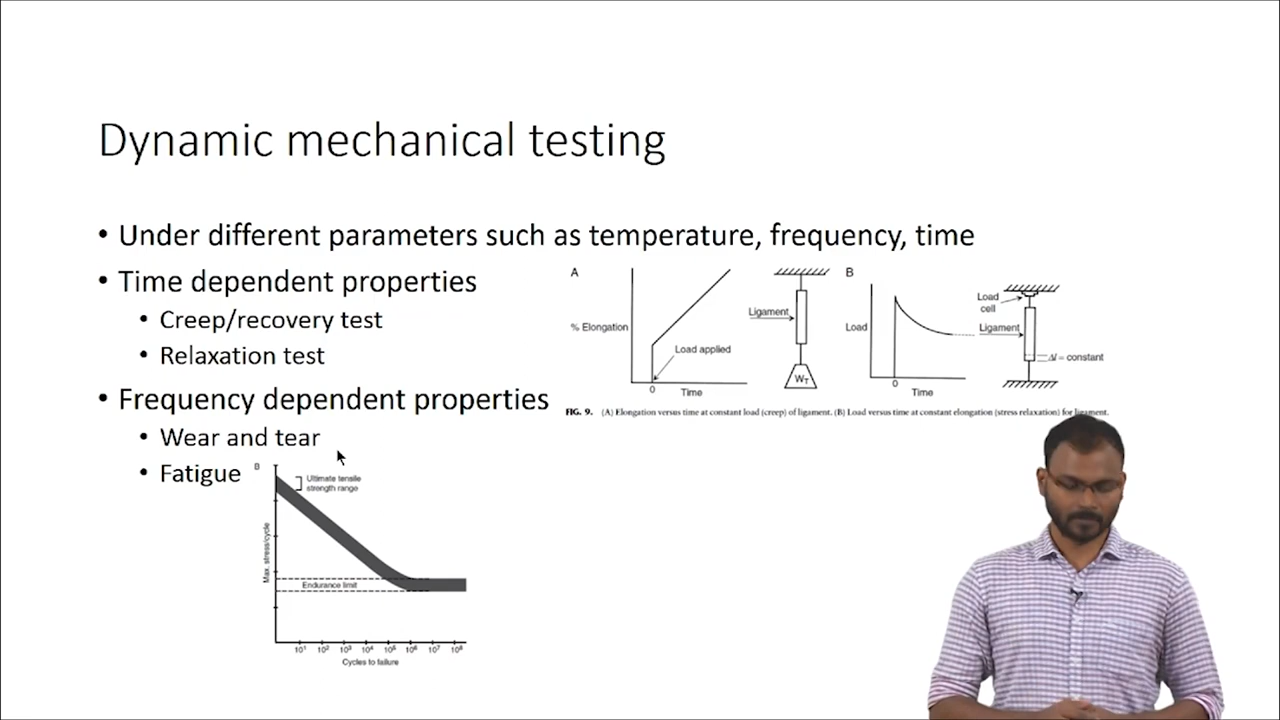 Dynamic mechanical testing
• Under different parameters such as temperature, frequency, time
• Time dependent properties
• Creep/recovery test
• Relaxation test
• Frequency dependent properties
• Wear and tear
• Fatigue
A
% Elongation
Load applied
0
Time
Ligament
WT
B
Load
0
Time
Load
cell
Ligament
Δl = constant
FIG. 9. (A) Elongation versus time at constant load (creep) of ligament. (B) Load versus time at constant elongation (stress relaxation) for ligament.
B
Ultimate tensile
strength range
Max. stress/cycle
Endurance limit
10¹ 10² 10³ 10⁴ 10⁵ 10⁶ 10⁷ 10⁸
Cycles to failure